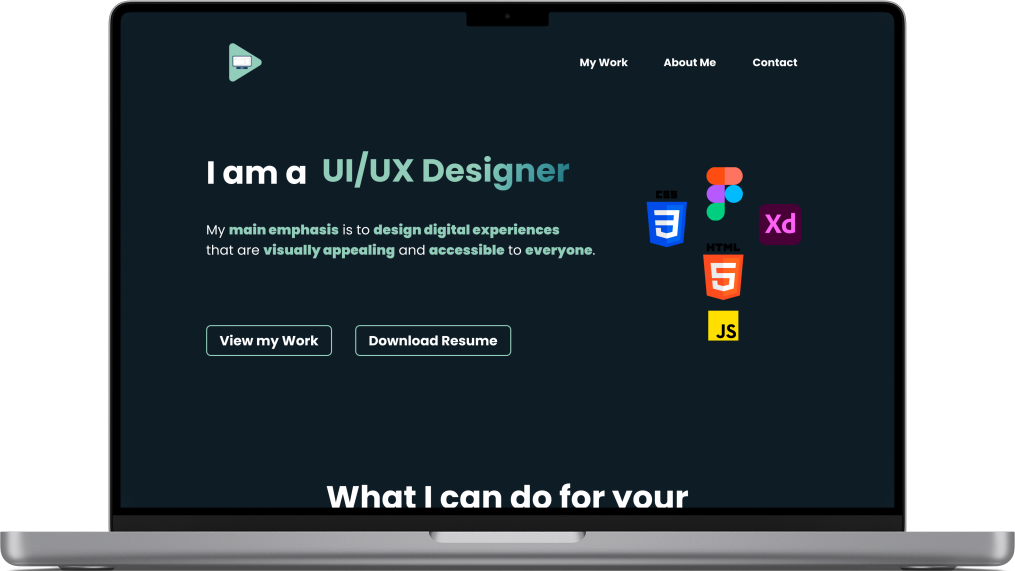 My Work About Me Contact
I am a UI/UX Designer
My main emphasis is to design digital experiences
that are visually appealing and accessible to everyone.
CSS
3
Xd
HTML
5
JS
View my Work Download Resume
What I can do for your